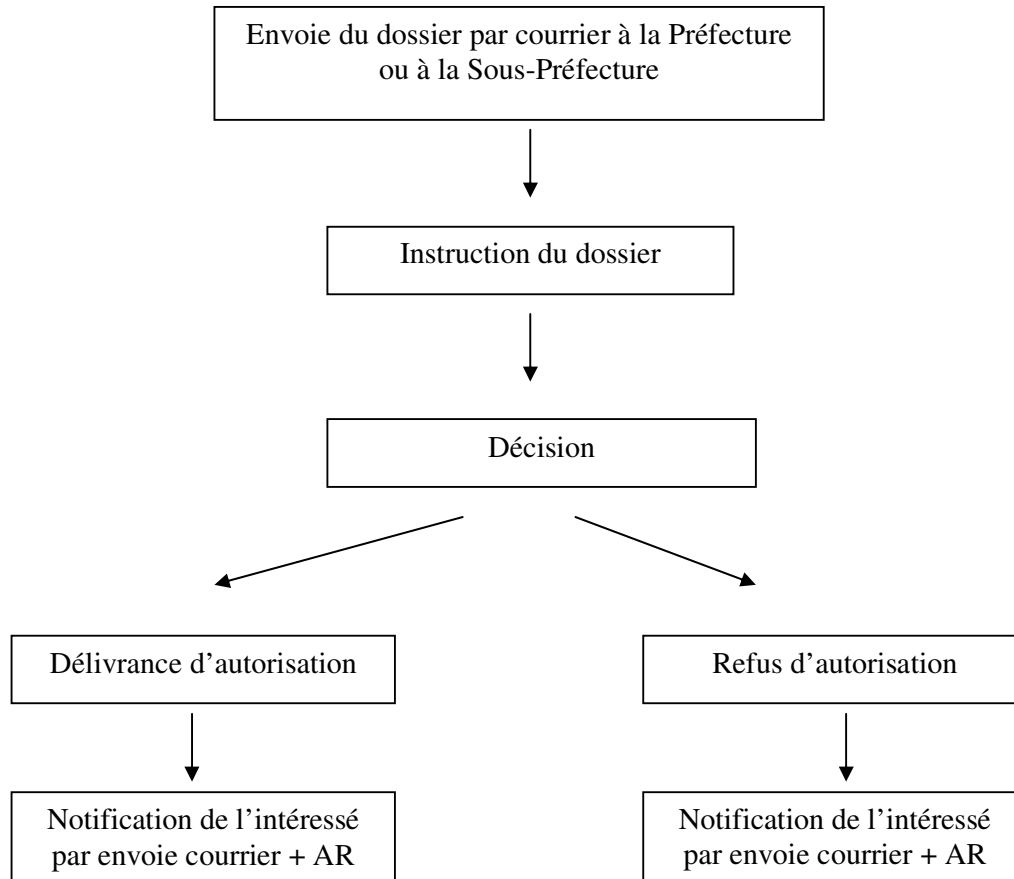 Envoie du dossier par courrier à la Préfecture
ou à la Sous-Préfecture
Instruction du dossier
Décision
Délivrance d’autorisation
Refus d’autorisation
Notification de l’intéressé
par envoie courrier + AR
Notification de l’intéressé
par envoie courrier + AR